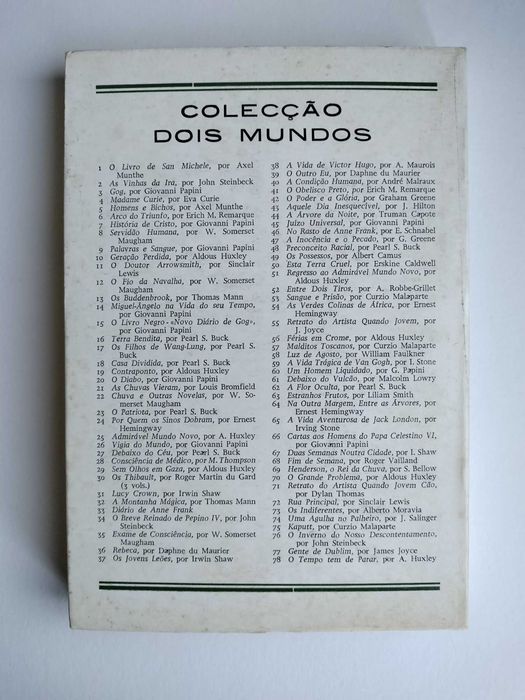 COLECÇÃO
DOIS MUNDOS
1 O Livro de San Michele, por Axel
Munthe
2 As Vinhas da Ira, por John Steinbeck
3 Gog, por Giovanni Papini
4 Madame Curie, por Eva Curie
5 Homens e Bichos, por Axel Munthe
6 Arco do Triunfo, por Erich M. Remarque
7 História de Cristo, por Giovanni Papini
8 Servidão Humana, por W. Somerset
Maugham
9 Palavras e Sangue, por Giovanni Papini
10 Geração Perdida, por Aldous Huxley
11 O Doutor Arrowsmith, por Sinclair
Lewis
12 O Fio da Navalha, por W. Somerset
Maugham
13 Os Buddenbrook, por Thomas Mann
14 Miguel-Ângelo na Vida do seu Tempo,
por Giovanni Papini
15 O Livro Negro - «Novo Diário de Gog»,
por Giovanni Papini
16 Terra Bendita, por Pearl S. Buck
17 Os Filhos de Wang-Lung, por Pearl S.
Buck
18 Casa Dividida, por Pearl S. Buck
19 Contraponto, por Aldous Huxley
20 O Diabo, por Giovanni Papini
21 As Chuvas Vieram, por Louis Bromfield
22 Chuva e Outras Novelas, por W. So-
merset Maugham
23 O Patriota, por Pearl S. Buck
24 Por Quem os Sinos Dobram, por Ernest
Hemingway
25 Admirável Mundo Novo, por A. Huxley
26 Vigia do Mundo, por Giovanni Papini
27 Debaixo do Céu, por Pearl S. Buck
28 Consciência de Médico, por M. Thompson
29 Sem Olhos em Gaza, por Aldous Huxley
30 Os Thibault, por Roger Martin du Gard
(3 vols.)
31 Lucy Crown, por Irwin Shaw
32 A Montanha Mágica, por Thomas Mann
33 Diário de Anne Frank
34 O Breve Reinado de Pepino IV, por John
Steinbeck
35 Exame de Consciência, por W. Somerset
Maugham
36 Rebeca, por Daphne du Maurier
37 Os Jovens Leões, por Irwin Shaw
38 A Vida de Victor Hugo, por A. Maurois
39 O Outro Eu, por Daphne du Maurier
40 A Condição Humana, por André Malraux
41 O Obelisco Preto, por Erich M. Remarque
42 O Poder e a Glória, por Graham Greene
43 Aquele Dia Inesquecível, por J. Hilton
44 A Árvore da Noite, por Truman Capote
45 Juízo Universal, por Giovanni Papini
46 No Rasto de Anne Frank, por E. Schnabel
47 A Inocência e o Pecado, por G. Greene
48 Preconceito Racial, por Pearl S. Buck
49 Os Possessos, por Albert Camus
50 Esta Terra Cruel, por Erskine Caldwell
51 Regresso ao Admirável Mundo Novo, por
Aldous Huxley
52 Entre Dois Tiros, por A. Robbe-Grillet
53 Sangue e Prisão, por Curzio Malaparte
54 As Verdes Colinas de África, por Ernest
Hemingway
55 Retrato do Artista Quando Jovem, por
J. Joyce
56 Férias em Crome, por Aldous Huxley
57 Malditos Toscanos, por Curzio Malaparte
58 Luz de Agosto, por William Faulkner
59 A Vida Trágica de Van Gogh, por I. Stone
60 Um Homem Liquidado, por G. Papini
61 Debaixo do Vulcão, por Malcolm Lowry
62 A Flor Oculta, por Pearl S. Buck
63 Estranhos Frutos, por Lilian Smith
64 Na Outra Margem, Entre as Árvores, por
Ernest Hemingway
65 A Vida Aventurosa de Jack London, por
Irving Stone
66 Cartas aos Homens do Papa Celestino VI,
por Giovanni Papini
67 Duas Semanas Noutra Cidade, por I. Shaw
68 Fim de Semana, por Roger Vailland
69 Henderson, o Rei da Chuva, por S. Bellow
70 O Grande Problema, por Aldous Huxley
71 Retrato do Artista Quando Jovem Cão,
por Dylan Thomas
72 Rua Principal, por Sinclair Lewis
73 Os Indiferentes, por Alberto Moravia
74 Uma Agulha no Palheiro, por J. Salinger
75 Kaputt, por Curzio Malaparte
76 O Inverno do Nosso Descontentamento,
por John Steinbeck
77 Gente de Dublim, por James Joyce
78 O Tempo tem de Parar, por A. Huxley